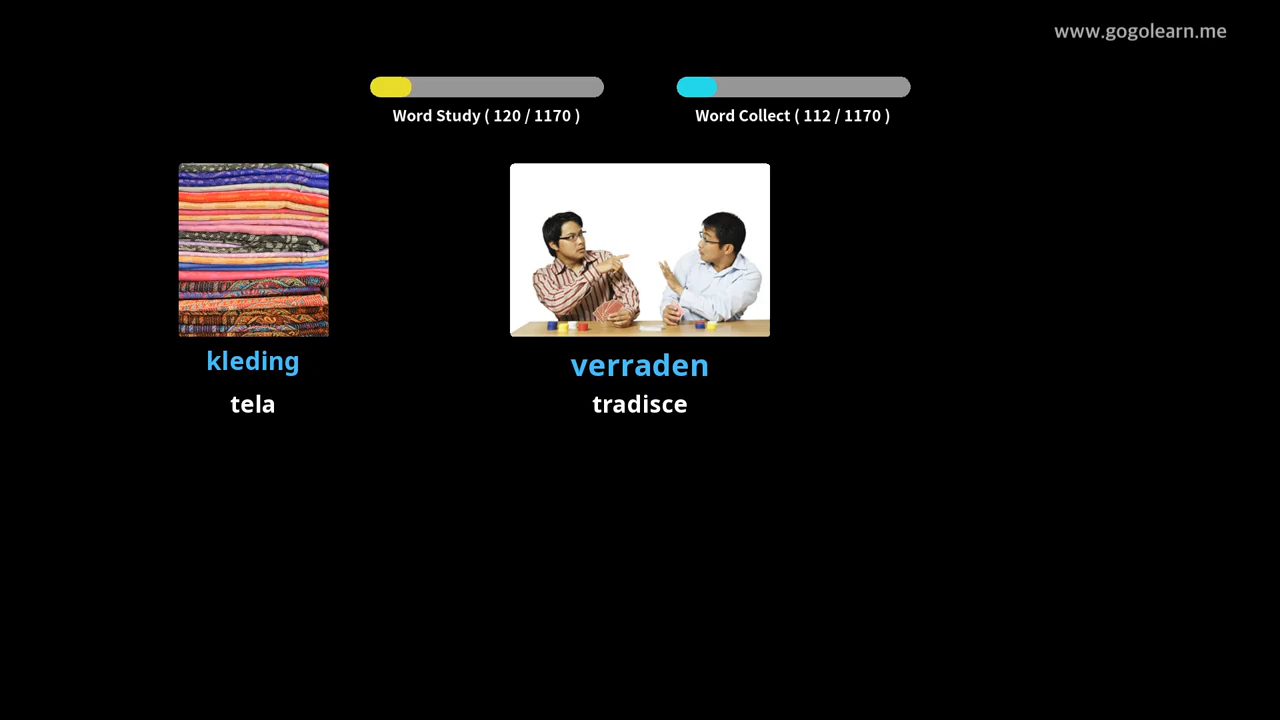 www.gogolearn.me
Word Study ( 120 / 1170 )
Word Collect ( 112 / 1170 )
kleding
tela
verraden
tradisce